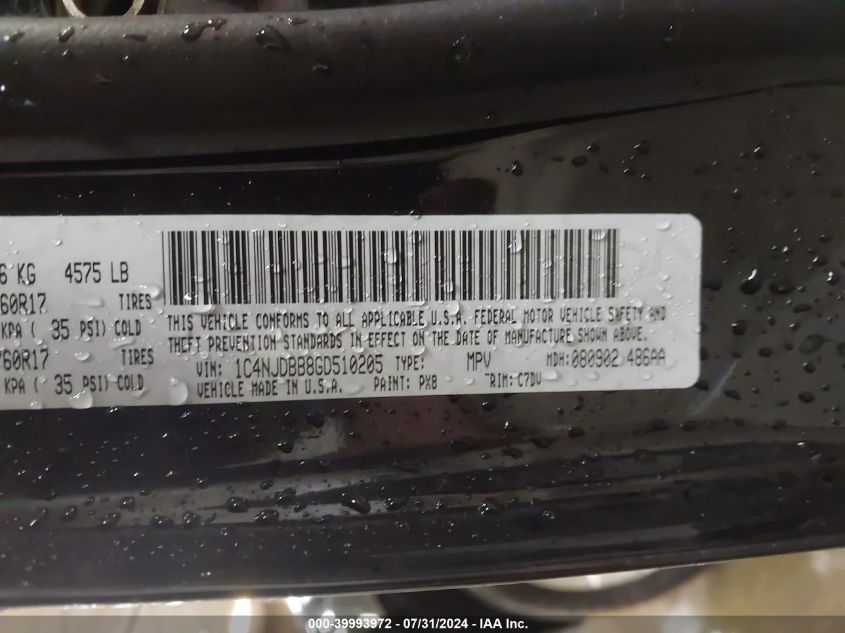 6 KG 4575 LB
60R17 TIRES
KPA ( 35 PSI) COLD
60R17 TIRES
KPA ( 35 PSI) COLD
THIS VEHICLE CONFORMS TO ALL APPLICABLE U.S.A. FEDERAL MOTOR VEHICLE SAFETY AND
THEFT PREVENTION STANDARDS IN EFFECT ON THE DATE OF MANUFACTURE SHOWN ABOVE.
VIN: 1C4NJDBB8GD510205 TYPE: MPV MDH: 080902 486AA
VEHICLE MADE IN U.S.A. PAINT: PX8 TRIM: C7DV
000-39993972 / 07/31/2024 - IAA Inc.